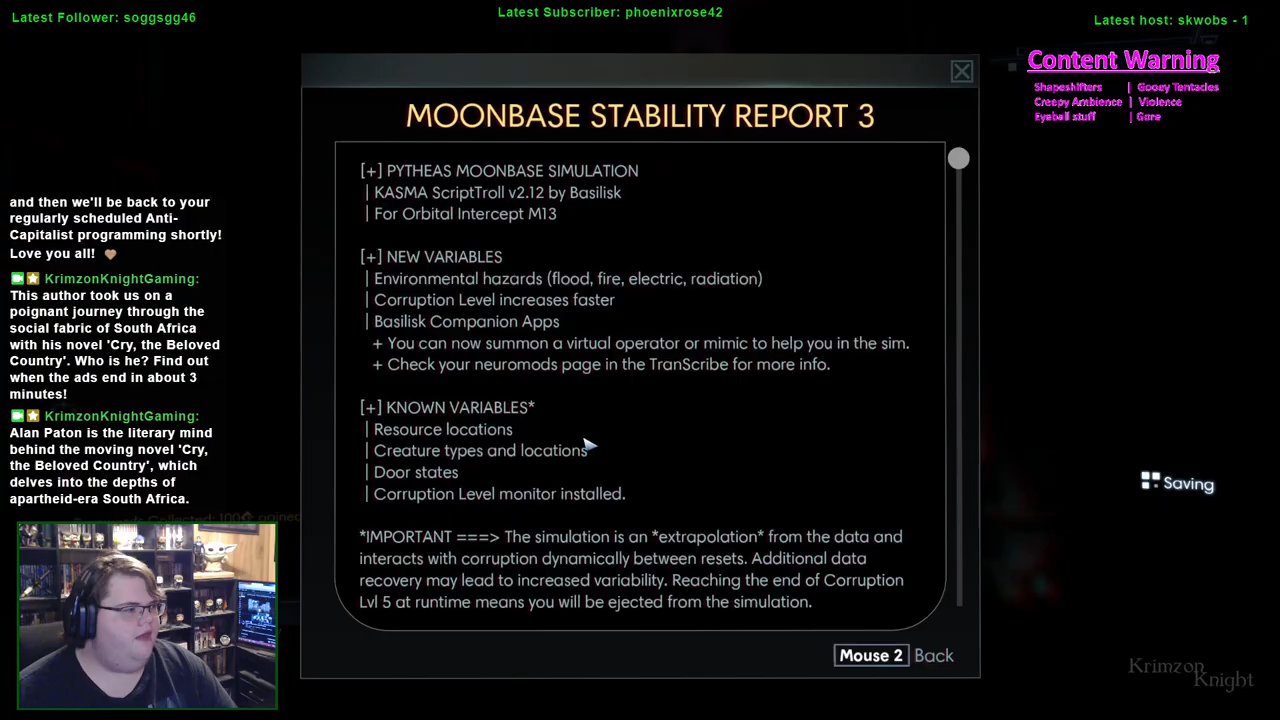 Latest Follower: soggsgg46
Latest Subscriber: phoenixrose42
Latest host: skwobs - 1
Content Warning
Shapeshifters | Gooey Tentacles
Creepy Ambience | Violence
Eyeball stuff | Gore
MOONBASE STABILITY REPORT 3
[+] PYTHEAS MOONBASE SIMULATION
| KASMA ScriptTroll v2.12 by Basilisk
| For Orbital Intercept M13
[+] NEW VARIABLES
| Environmental hazards (flood, fire, electric, radiation)
| Corruption Level increases faster
| Basilisk Companion Apps
+ You can now summon a virtual operator or mimic to help you in the sim.
+ Check your neuromods page in the TranScribe for more info.
[+] KNOWN VARIABLES*
| Resource locations
| Creature types and locations
| Door states
| Corruption Level monitor installed.
*IMPORTANT ===> The simulation is an *extrapolation* from the data and
interacts with corruption dynamically between resets. Additional data
recovery may lead to increased variability. Reaching the end of Corruption
Lvl 5 at runtime means you will be ejected from the simulation.
Mouse 2 Back
Saving
and then we'll be back to your
regularly scheduled Anti-
Capitalist programming shortly!
Love you all!
KrimzonKnightGaming:
This author took us on a
poignant journey through the
social fabric of South Africa
with his novel 'Cry, the Beloved
Country'. Who is he? Find out
when the ads end in about 3
minutes!
KrimzonKnightGaming:
Alan Paton is the literary mind
behind the moving novel 'Cry,
the Beloved Country', which
delves into the depths of
apartheid-era South Africa.
Krimzon
Knight